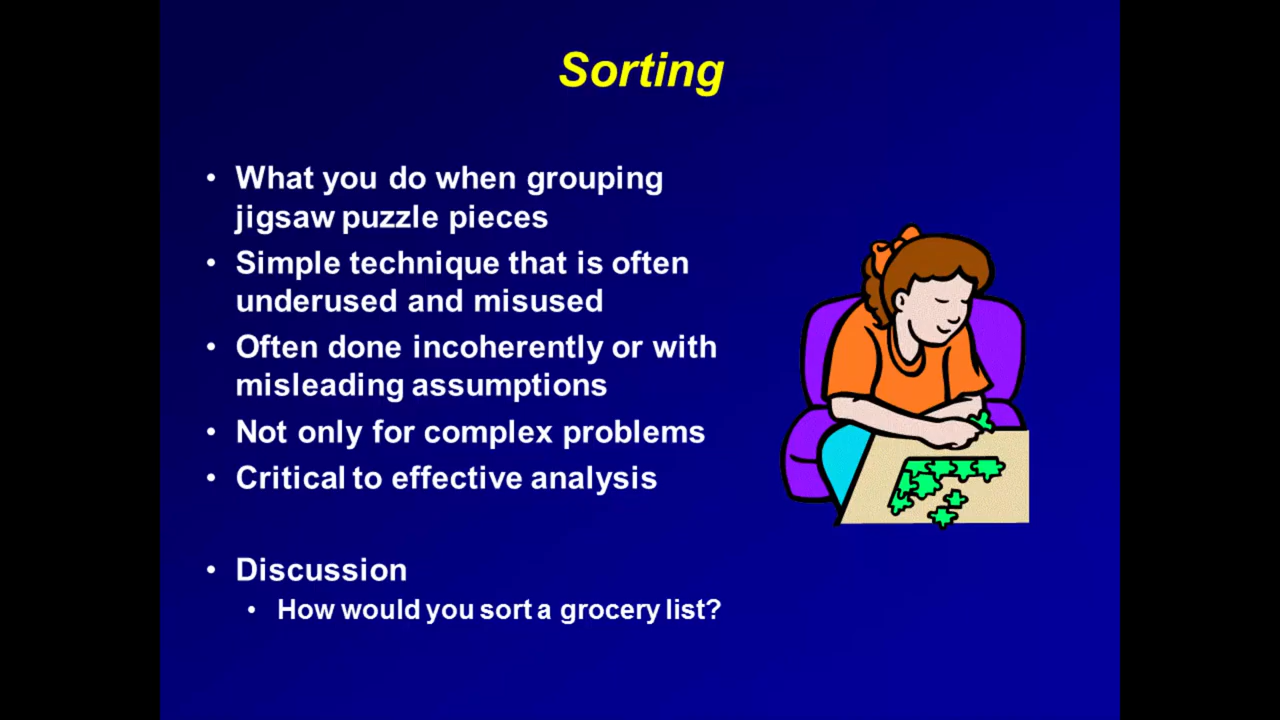 Sorting
• What you do when grouping
jigsaw puzzle pieces
• Simple technique that is often
underused and misused
• Often done incoherently or with
misleading assumptions
• Not only for complex problems
• Critical to effective analysis
• Discussion
• How would you sort a grocery list?